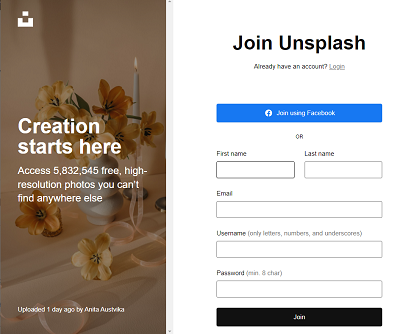 Creation
starts here
Access 5,832,545 free, high-
resolution photos you can't
find anywhere else
Uploaded 1 day ago by Anita Austvika
Join Unsplash
Already have an account? Login
Join using Facebook
OR
First name
Last name
Email
Username (only letters, numbers, and underscores)
Password (min. 8 char)
Join